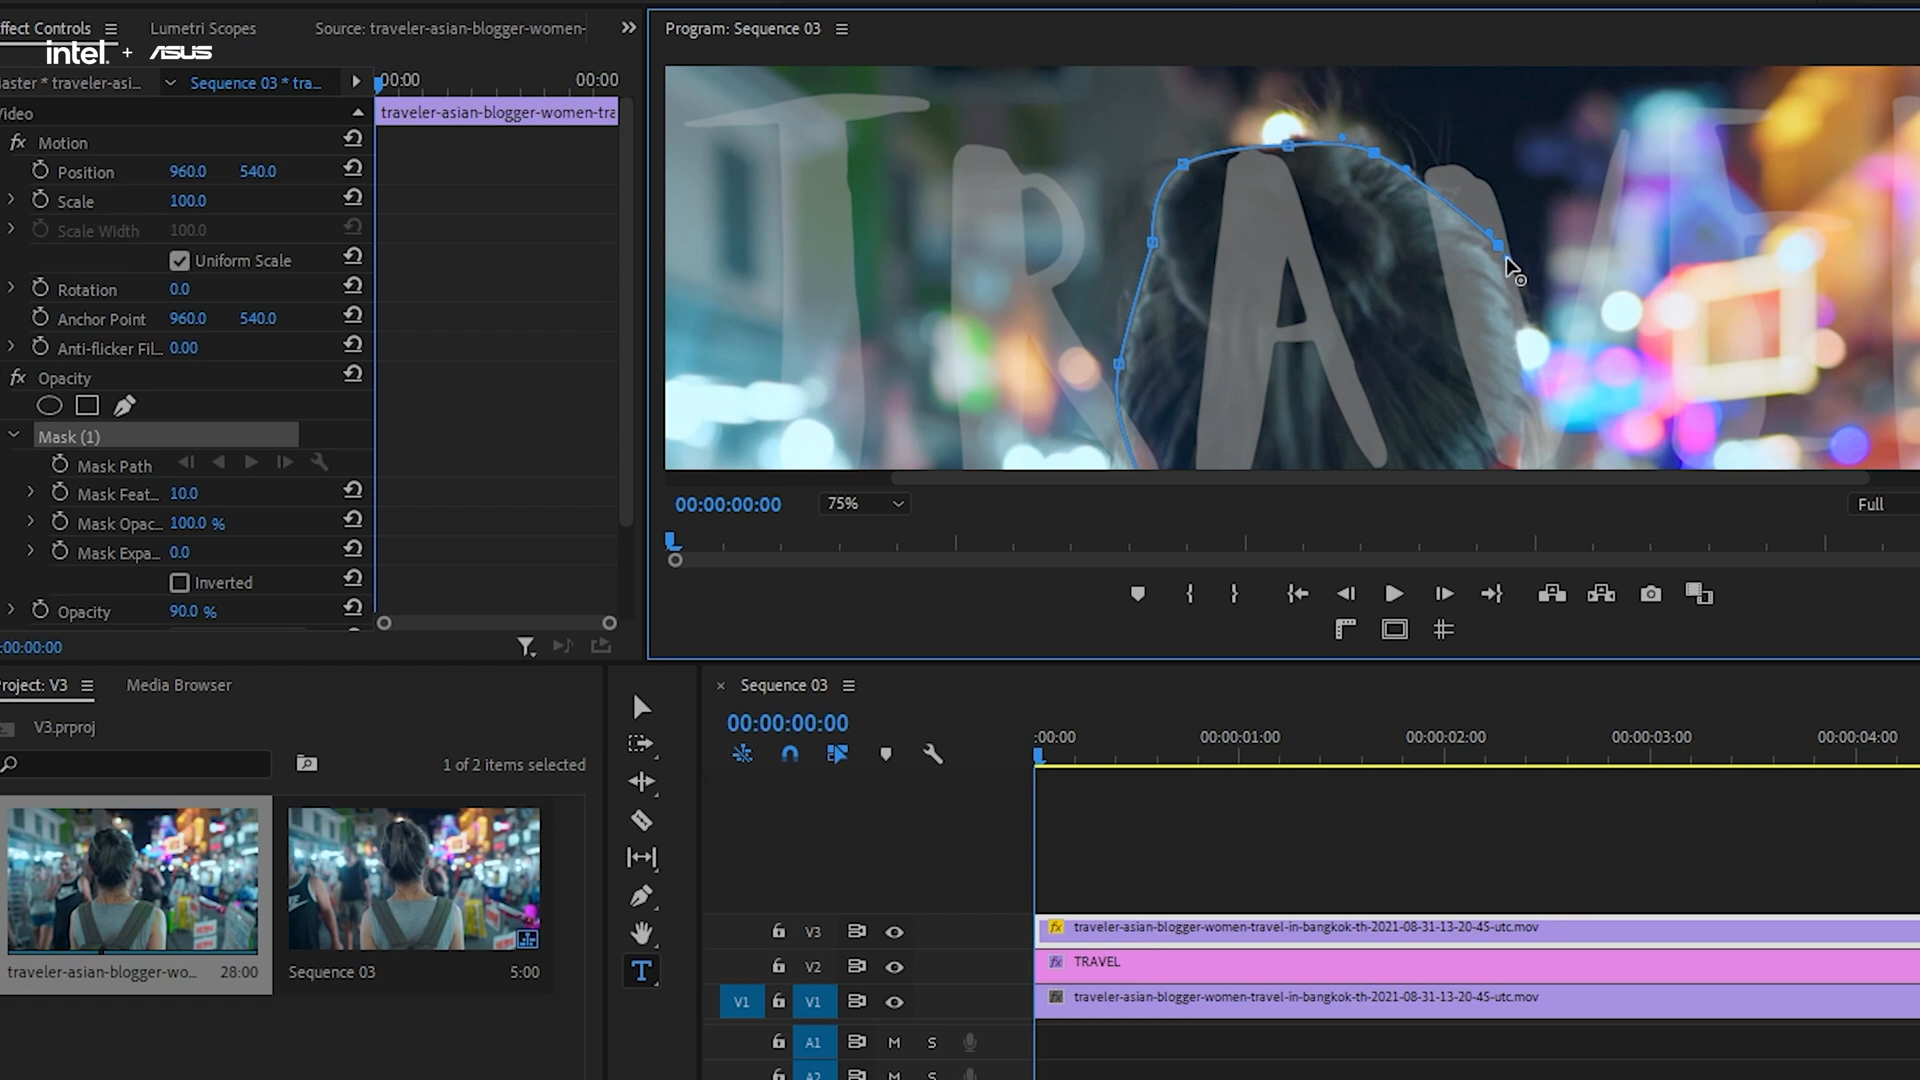 ffect Controls
Lumetri Scopes
Source: traveler-asian-blogger-women-
intel. + ASUS
aster * traveler-asi...
Sequence 03 * tra...
:00:00
00:00
ideo
traveler-asian-blogger-women-tra
fx Motion
Position 960.0 540.0
Scale 100.0
Scale Width 100.0
Uniform Scale
Rotation 0.0
Anchor Point 960.0 540.0
Anti-flicker Fil... 0.00
fx Opacity
Mask (1)
Mask Path
Mask Feat... 10.0
Mask Opac... 100.0 %
Mask Expa... 0.0
Inverted
Opacity 90.0 %
:00:00:00
Program: Sequence 03
TRAVE
00:00:00:00
75%
Full
roject: V3
Media Browser
V3.prproj
1 of 2 items selected
traveler-asian-blogger-wo... 28:00
Sequence 03 5:00
× Sequence 03
00:00:00:00
:00:00 00:00:01:00 00:00:02:00 00:00:03:00 00:00:04:00
V3
fx traveler-asian-blogger-women-travel-in-bangkok-th-2021-08-31-13-20-45-utc.mov
V2
fx TRAVEL
V1 V1
fx traveler-asian-blogger-women-travel-in-bangkok-th-2021-08-31-13-20-45-utc.mov
A1 M S
A2 M S